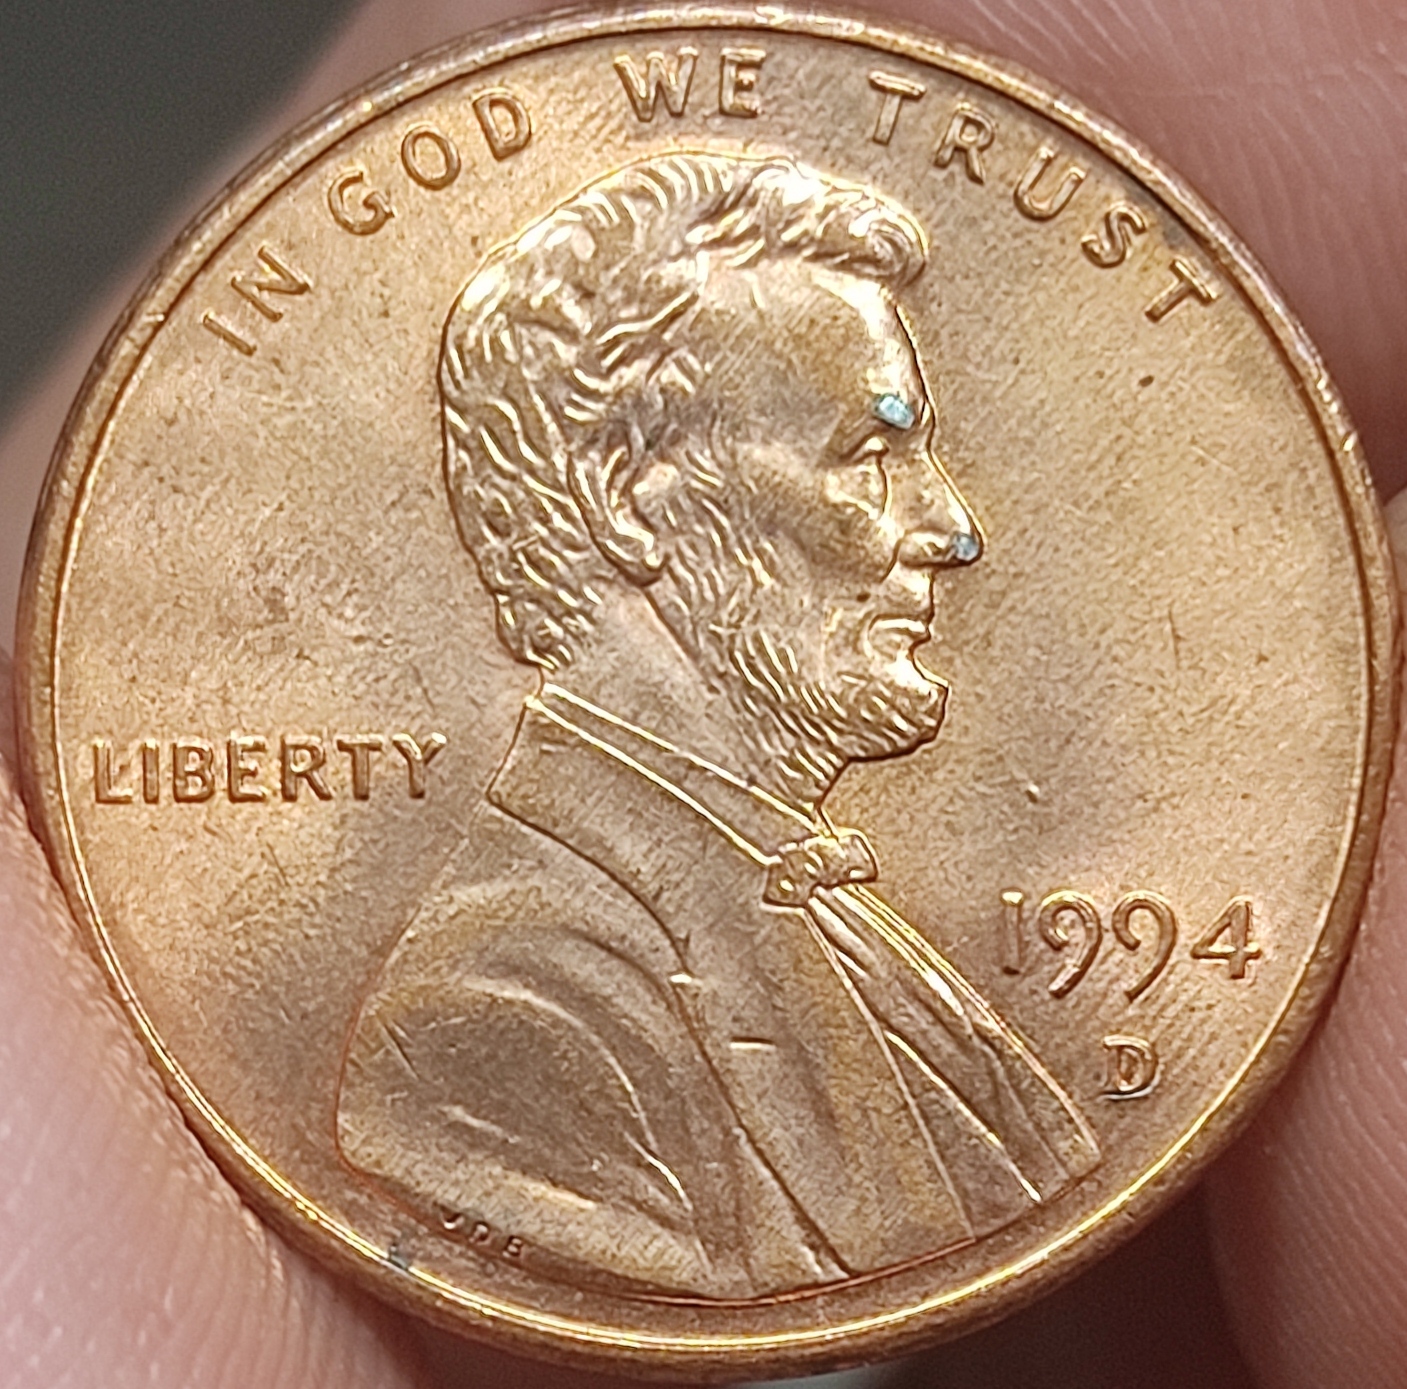 IN GOD WE TRUST
LIBERTY
1994
D
VDB